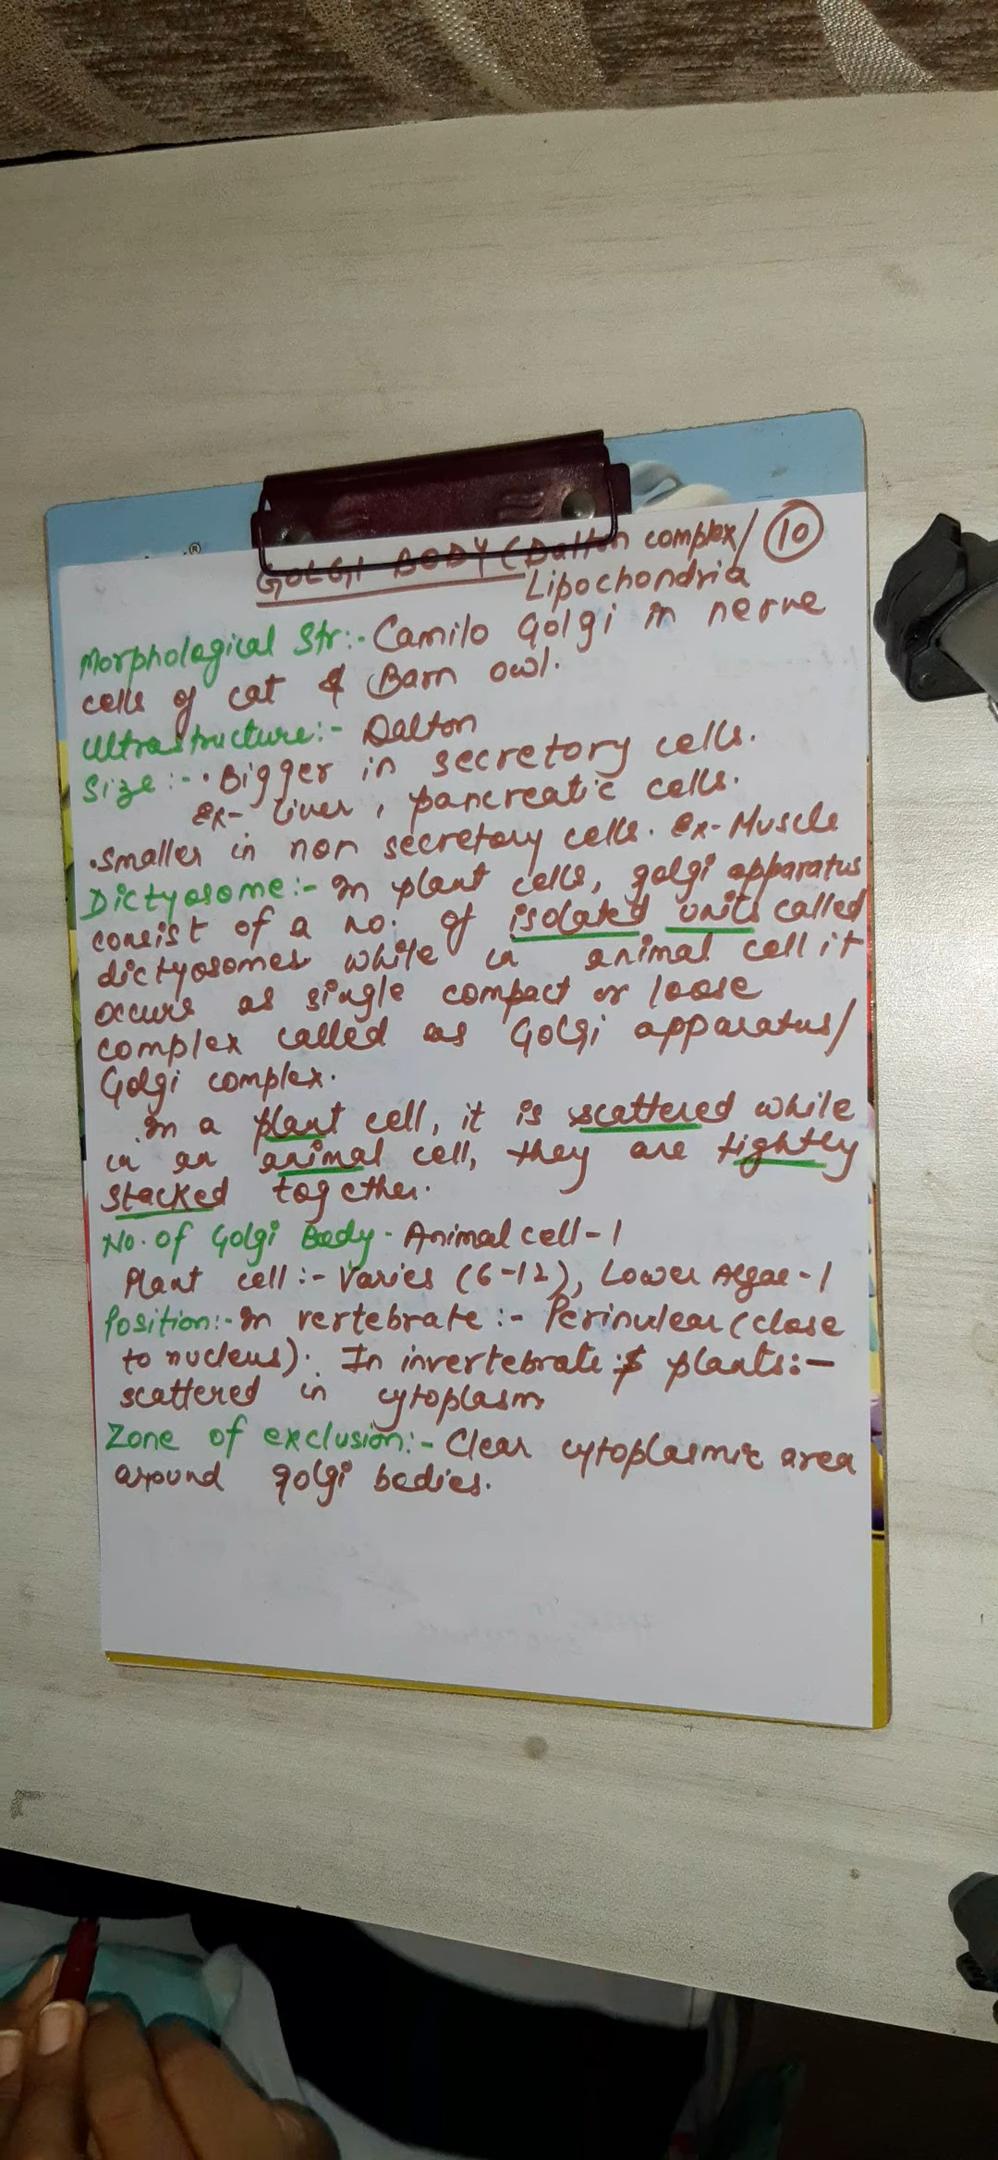 ®
GOLGI BODY (Dalton complex/ 10
Lipochondria
Morphological Str:- Camilo Golgi in nerve
cells of cat & Barn owl.
Ultrastructure:- Dalton
Size:- • Bigger in secretory cells.
Ex- Liver, pancreatic cells.
• Smaller in non secretory cells. Ex- Muscle
Dictyosome:- In plant cells, golgi apparatus
consist of a no. of isolated units called
dictyosomes while in animal cell it
occurs as single compact or loose
complex called as Golgi apparatus/
Golgi complex.
. In a plant cell, it is scattered while
in an animal cell, they are tightly
stacked together.
No. of Golgi Body - Animal cell - 1
Plant cell:- Varies (6-12), Lower Algae - 1
Position:- In vertebrate:- Perinulear (close
to nucleus). In invertebrate & plants:-
scattered in cytoplasm
Zone of exclusion:- Clear cytoplasmic area
around golgi bodies.